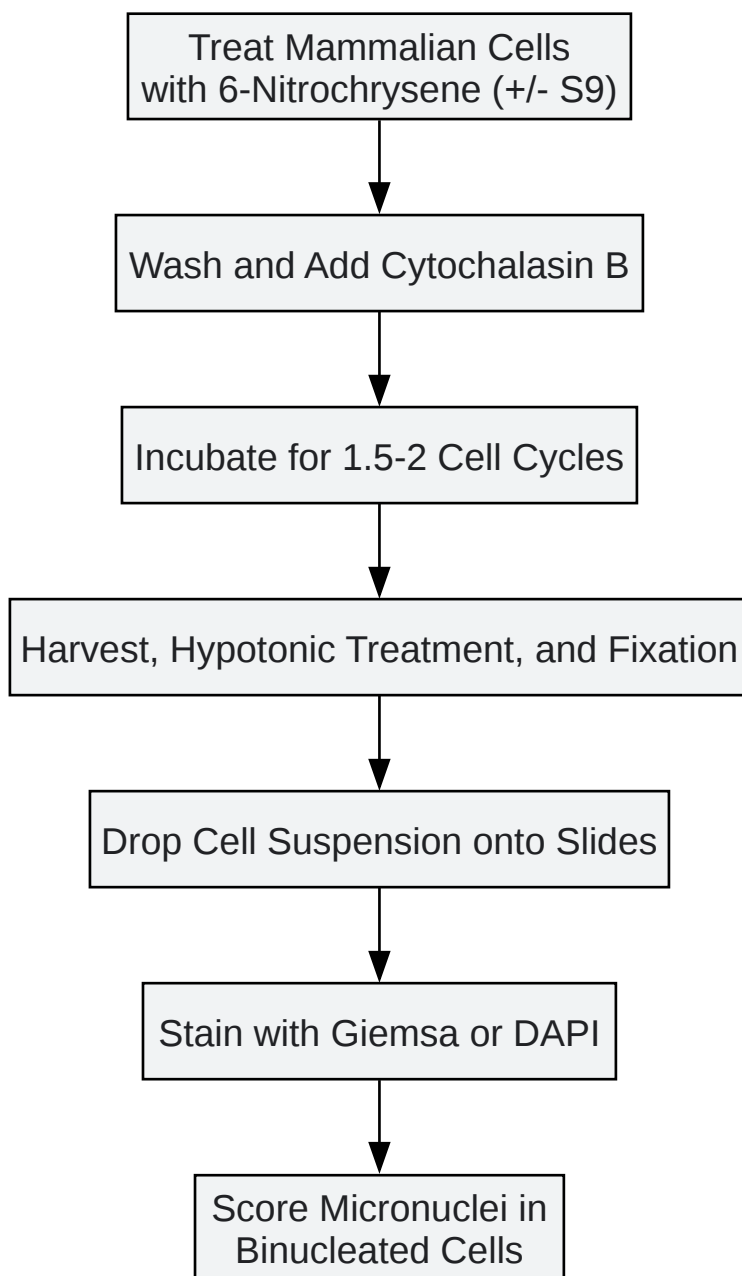 Treat Mammalian Cells
with 6-Nitrochrysene (+/- S9)
Wash and Add Cytochalasin B
Incubate for 1.5-2 Cell Cycles
Harvest, Hypotonic Treatment, and Fixation
Drop Cell Suspension onto Slides
Stain with Giemsa or DAPI
Score Micronuclei in
Binucleated Cells